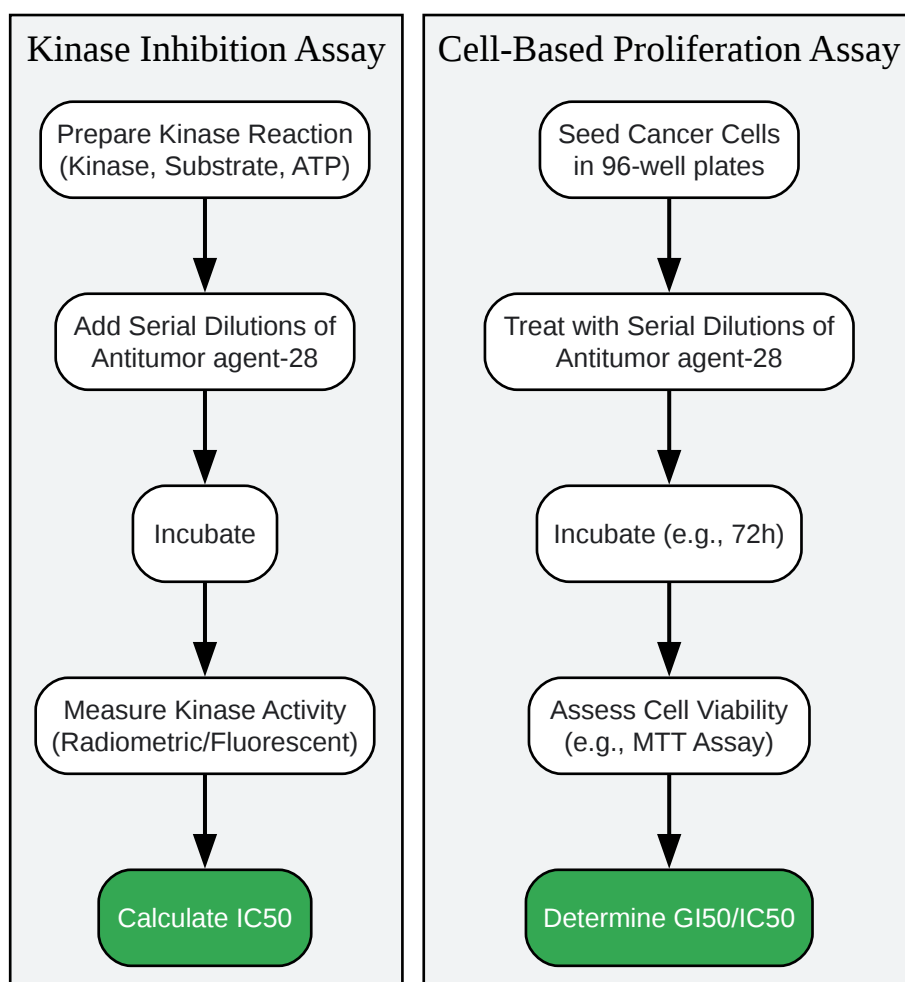 Kinase Inhibition Assay
Prepare Kinase Reaction
(Kinase, Substrate, ATP)
Add Serial Dilutions of
Antitumor agent-28
Incubate
Measure Kinase Activity
(Radiometric/Fluorescent)
Calculate IC50
Cell-Based Proliferation Assay
Seed Cancer Cells
in 96-well plates
Treat with Serial Dilutions of
Antitumor agent-28
Incubate (e.g., 72h)
Assess Cell Viability
(e.g., MTT Assay)
Determine GI50/IC50